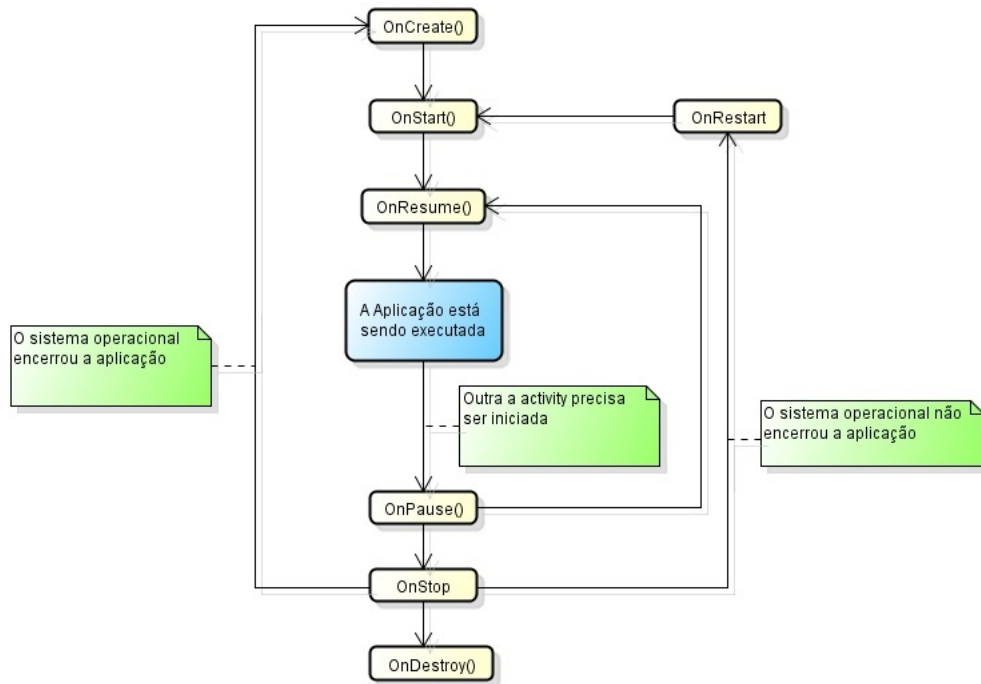 OnCreate()
OnStart()
OnRestart
OnResume()
A Aplicação está
sendo executada
O sistema operacional
encerrou a aplicação
Outra a activity precisa
ser iniciada
O sistema operacional não
encerrou a aplicação
OnPause()
OnStop
OnDestroy()